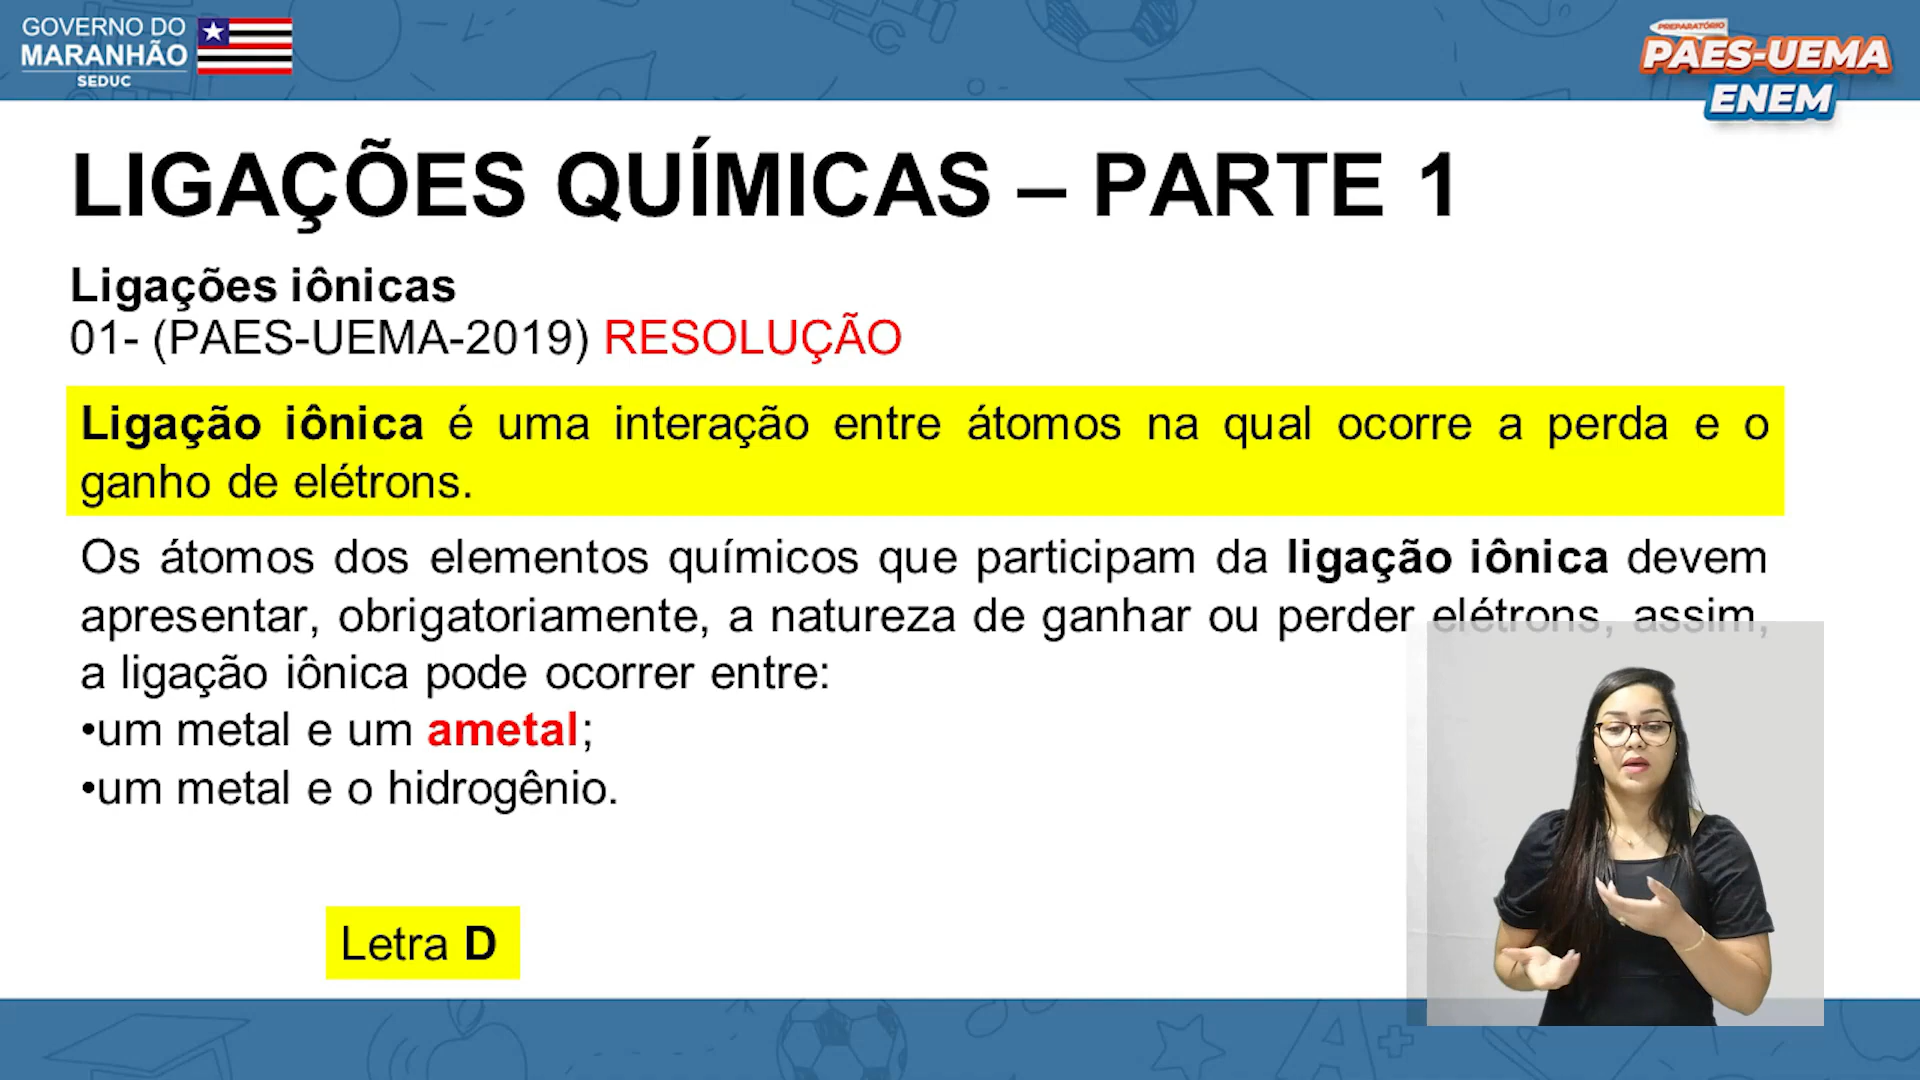 GOVERNO DO
MARANHÃO
SEDUC
PREPARATÓRIO
PAES-UEMA
ENEM
LIGAÇÕES QUÍMICAS – PARTE 1
Ligações iônicas
01- (PAES-UEMA-2019) RESOLUÇÃO
Ligação iônica é uma interação entre átomos na qual ocorre a perda e o
ganho de elétrons.
Os átomos dos elementos químicos que participam da ligação iônica devem
apresentar, obrigatoriamente, a natureza de ganhar ou perder elétrons, assim,
a ligação iônica pode ocorrer entre:
•um metal e um ametal;
•um metal e o hidrogênio.
Letra D